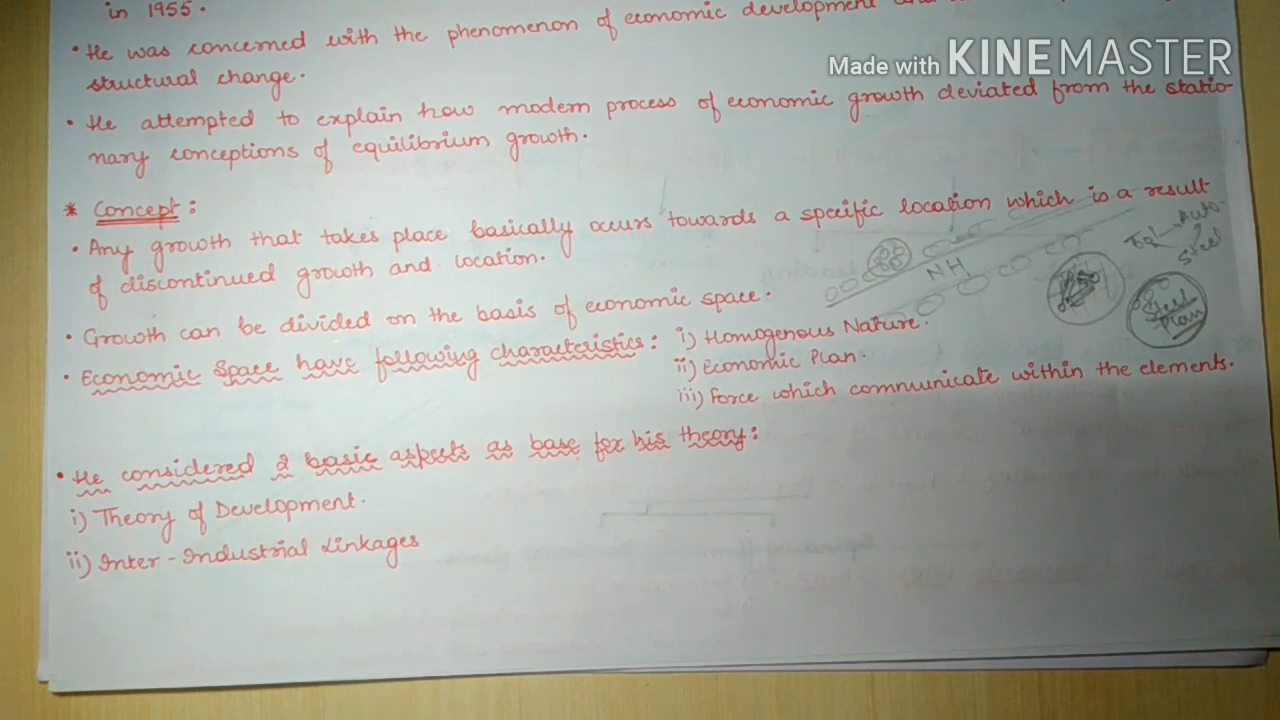 in 1955.
• He was concerned with the phenomenon of economic development and
structural change.
Made with KINEMASTER
• He attempted to explain how modern process of economic growth deviated from the statio-
nary conceptions of equilibrium growth.
* Concept:
• Any growth that takes place basically occurs towards a specific location which is a result
of discontinued growth and location.
NH
Auto-
Steel
Steel
Plan
• Growth can be divided on the basis of economic space.
• Economic Space have following characteristics: i) Homogenous Nature.
ii) Economic Plan.
iii) Force which communicate within the elements.
• He considered 2 basic aspects as base for his theory:
i) Theory of Development.
ii) Inter-Industrial Linkages